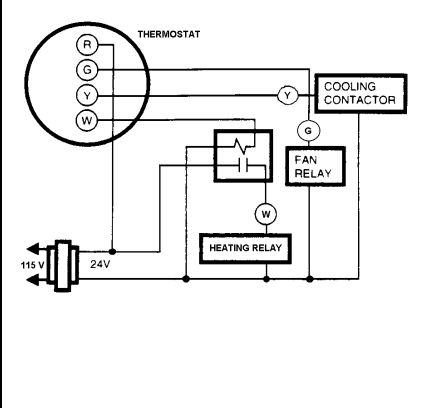 THERMOSTAT
R
G
Y
W
Y
COOLING
CONTACTOR
G
FAN
RELAY
W
HEATING RELAY
115 V
24V